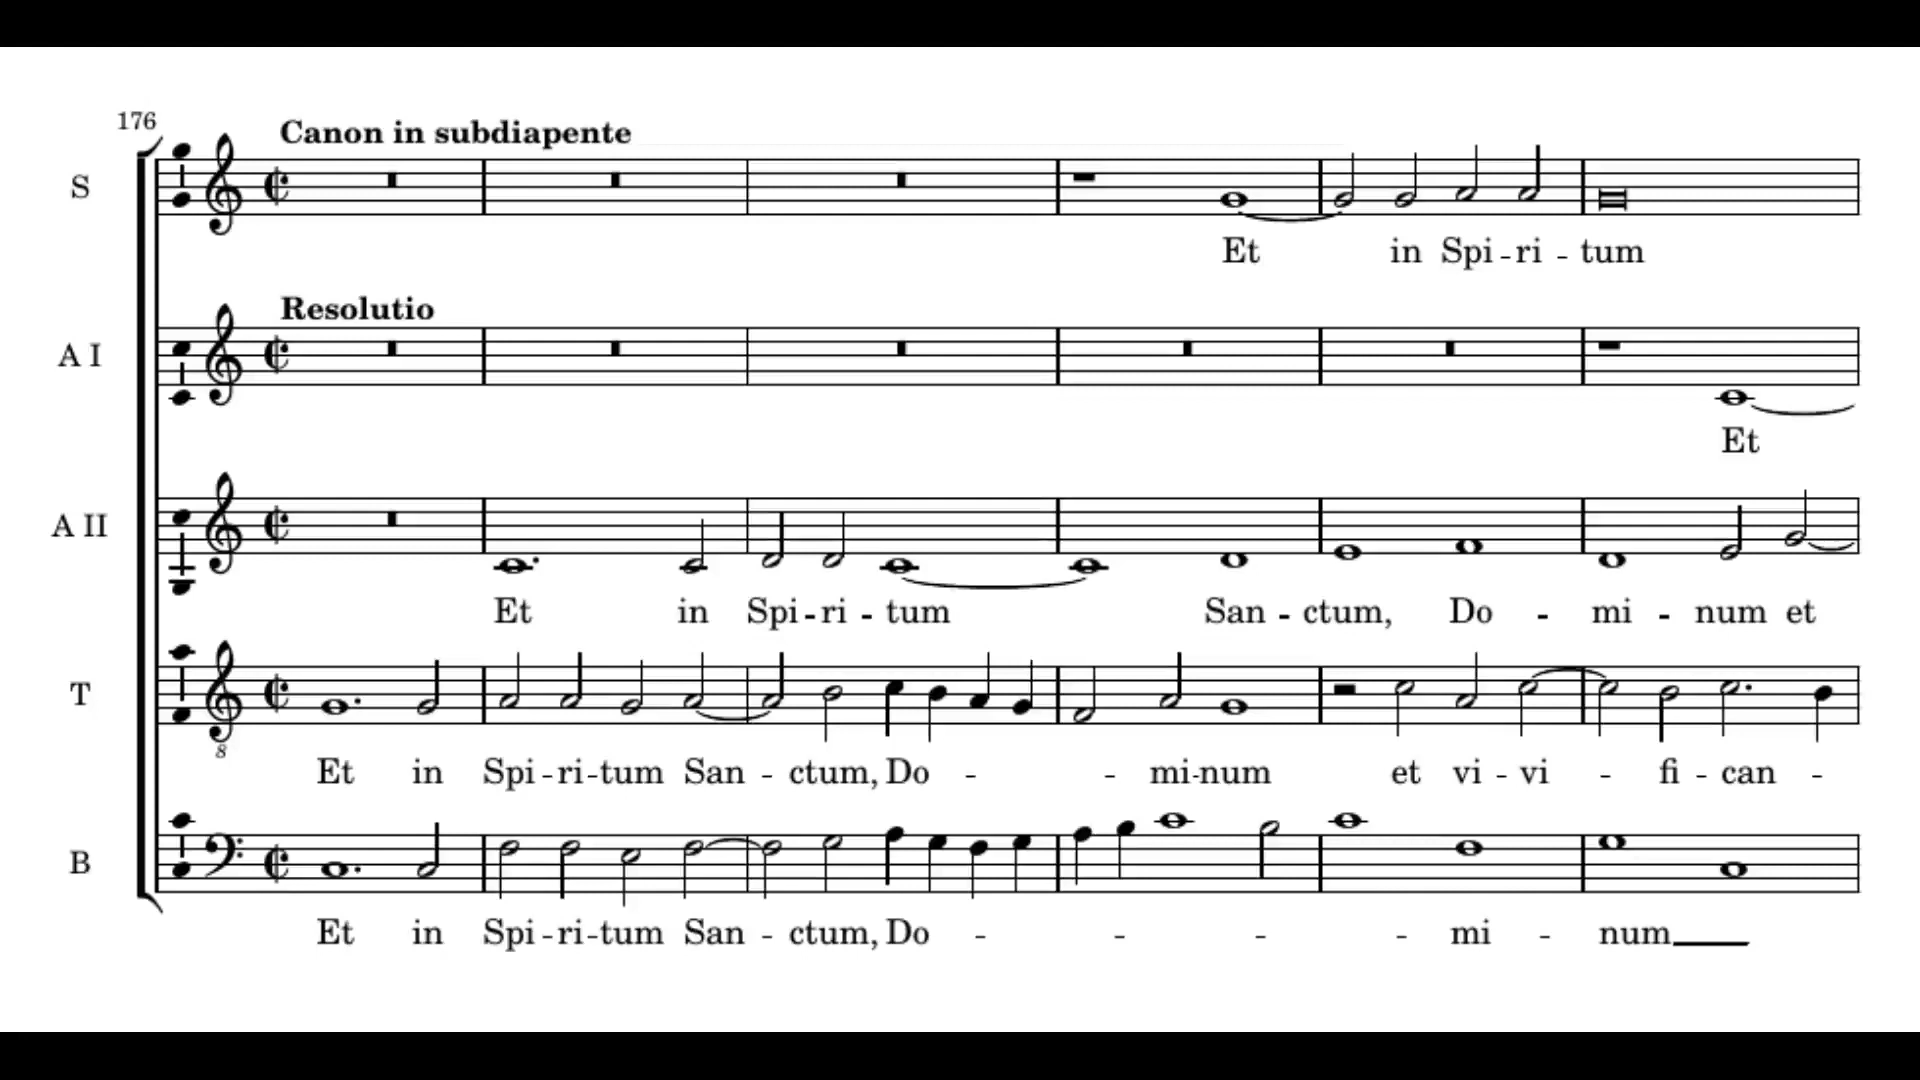 176
Canon in subdiapente
S
Et in Spi - ri - tum
Resolutio
A I
Et
A II
Et in Spi - ri - tum San - ctum, Do - mi - num et
T
8
Et in Spi - ri - tum San - ctum, Do - - mi - num et vi - vi - fi - can -
B
Et in Spi - ri - tum San - ctum, Do - - - - mi - num